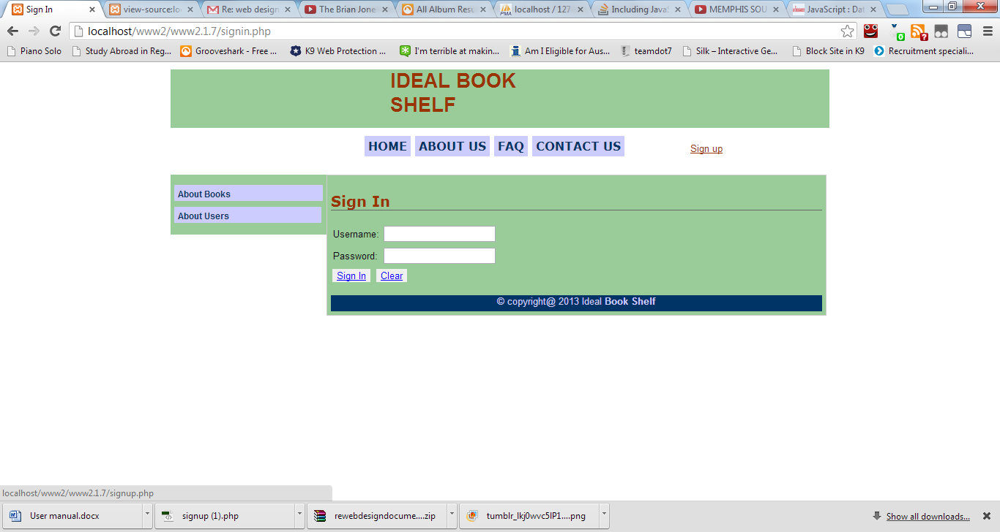 Sign In
view-source:lo
Re: web design
The Brian Jone
All Album Resu
localhost / 127
Including JavaS
MEMPHIS SOU
JavaScript : Dat
localhost/www2/www2.1.7/signin.php
0
?
Piano Solo
Study Abroad in Reg...
Grooveshark - Free ...
K9 Web Protection ...
I'm terrible at makin...
Am I Eligible for Aus...
teamdot7
Silk – Interactive Ge...
Block Site in K9
Recruitment speciali...
IDEAL BOOK
SHELF
HOME ABOUT US FAQ CONTACT US
Sign up
About Books
About Users
Sign In
Username:
Password:
Sign In Clear
© copyright@ 2013 Ideal Book Shelf
localhost/www2/www2.1.7/signup.php
User manual.docx
signup (1).php
rewebdesigndocume....zip
tumblr_lkj0wvc5lP1....png
Show all downloads...